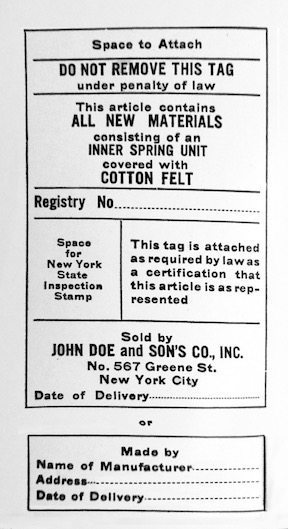 Space to Attach
DO NOT REMOVE THIS TAG
under penalty of law
This article contains
ALL NEW MATERIALS
consisting of an
INNER SPRING UNIT
covered with
COTTON FELT
Registry No.
Space
for
New York
State
Inspection
Stamp
This tag is attached
as required by law as
a certification that
this article is as rep-
resented
Sold by
JOHN DOE and SON'S CO., INC.
No. 567 Greene St.
New York City
Date of Delivery
or
Made by
Name of Manufacturer
Address
Date of Delivery